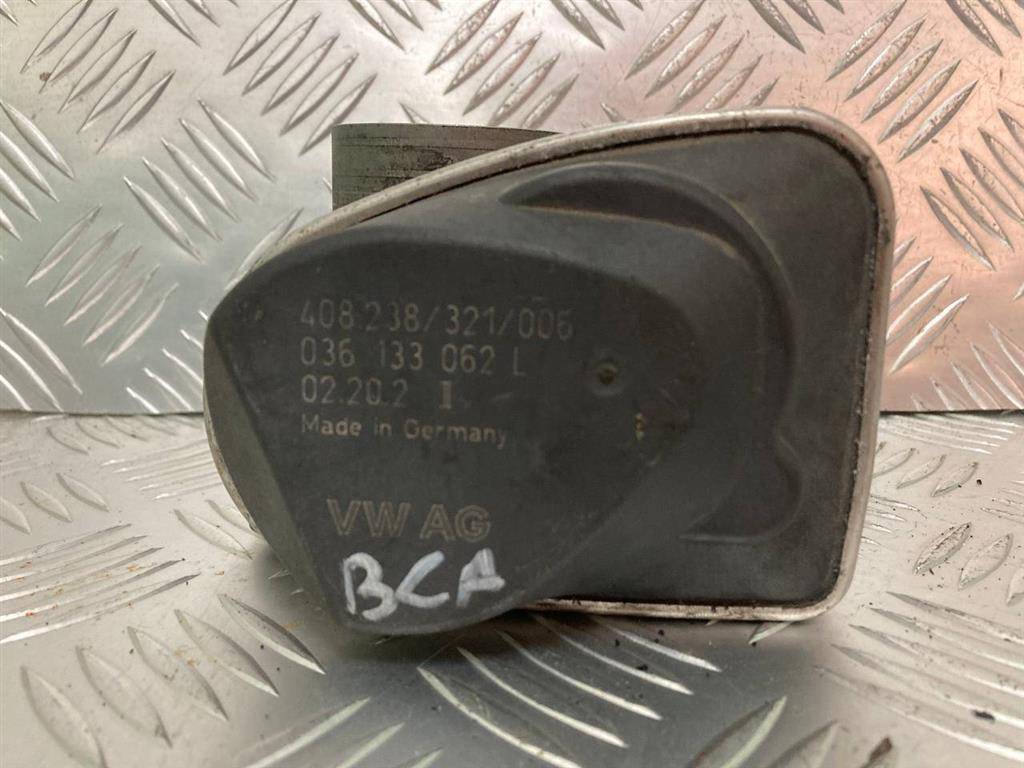 408.238/321/006
036 133 062 L
02.20.2 I
Made in Germany
VW AG
BCA